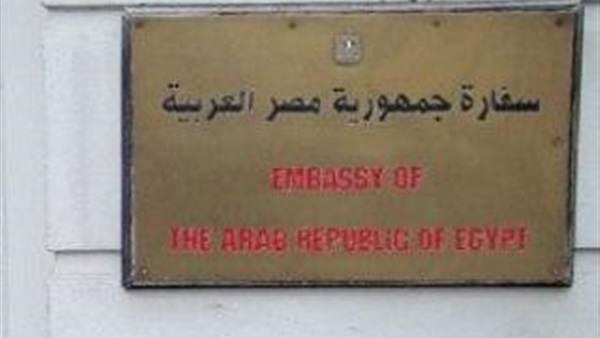 سفارة جمهورية مصر العربية
EMBASSY OF
THE ARAB REPUBLIC OF EGYPT